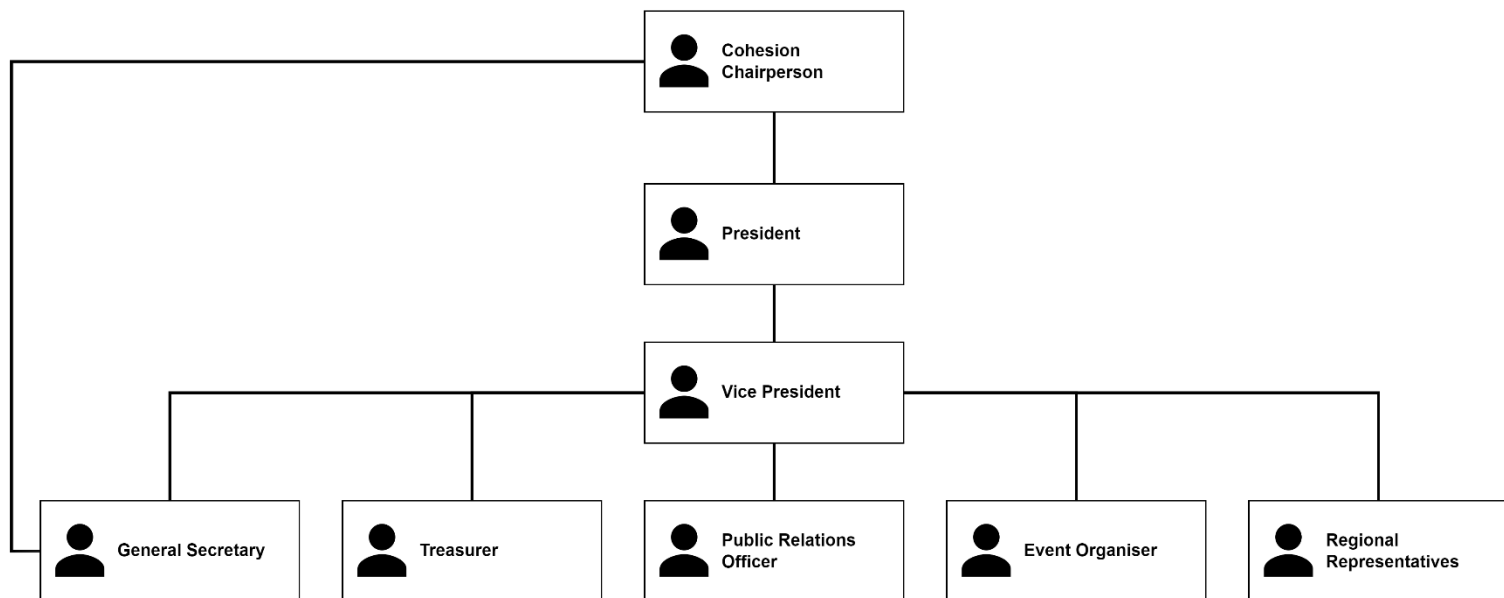 Cohesion
Chairperson
President
Vice President
General Secretary
Treasurer
Public Relations
Officer
Event Organiser
Regional
Representatives